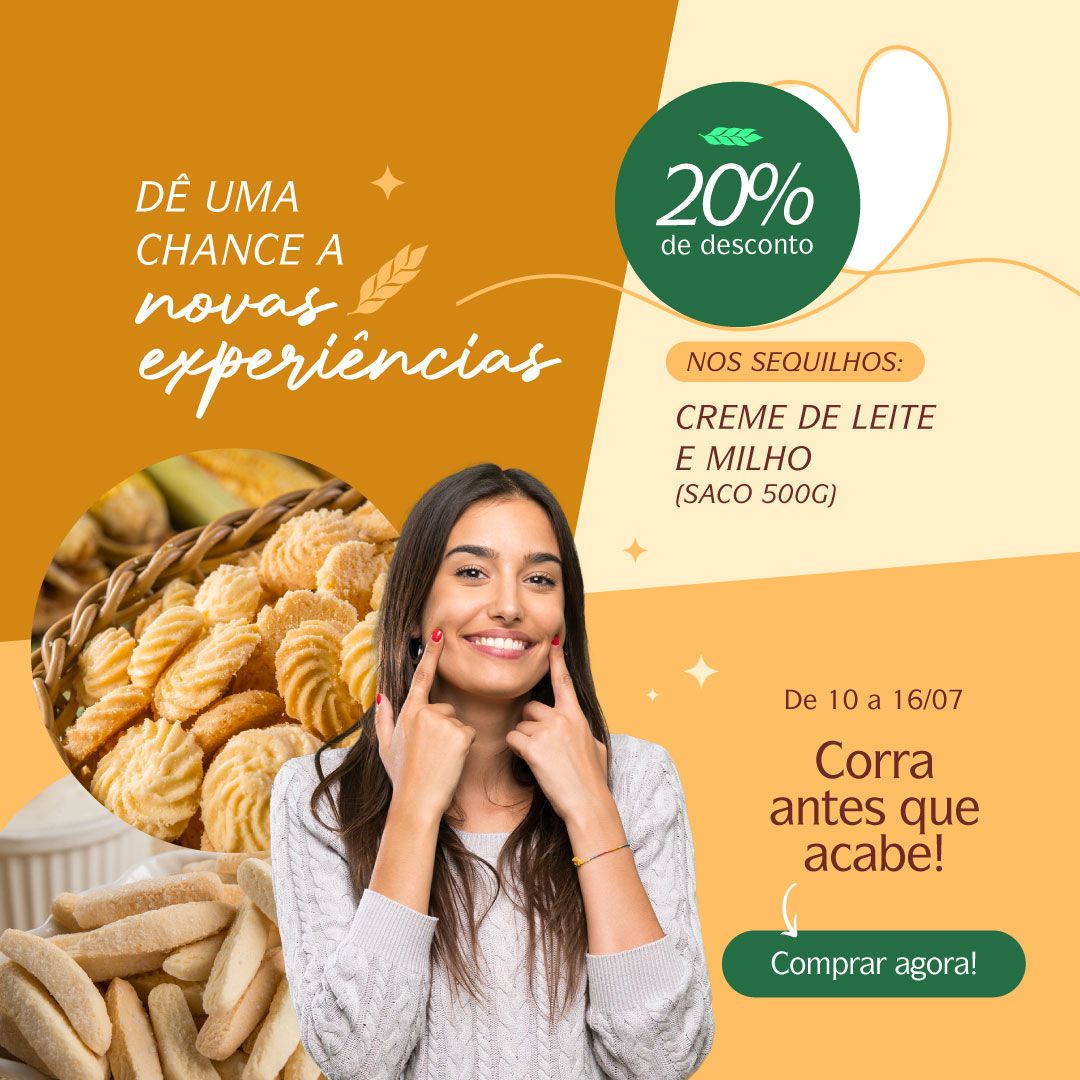 DÊ UMA
CHANCE A
novas
experiências
20%
de desconto
NOS SEQUILHOS:
CREME DE LEITE
E MILHO
(SACO 500G)
De 10 a 16/07
Corra
antes que
acabe!
Comprar agora!